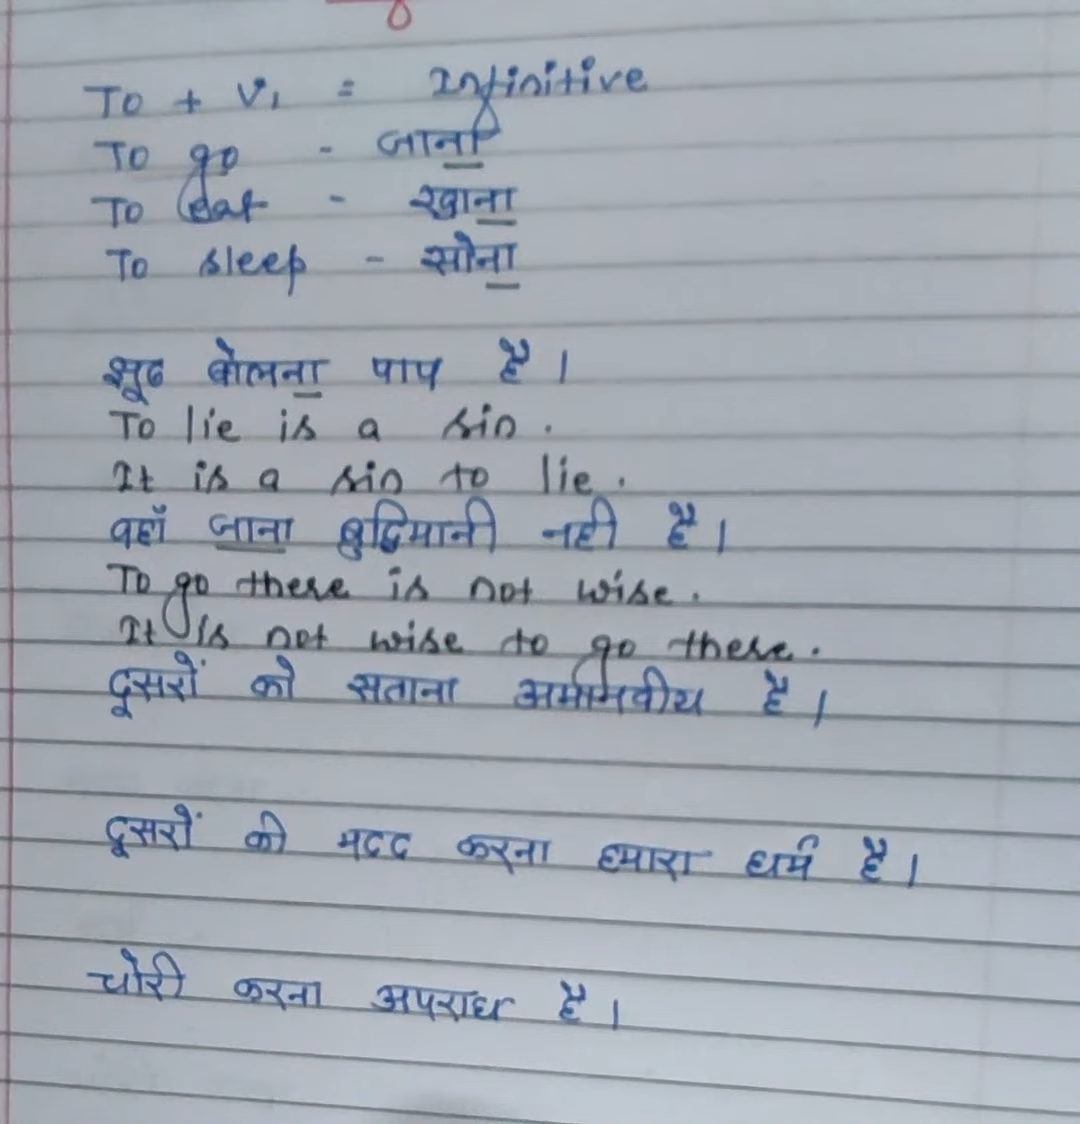 To + V₁ = Infinitive
To go - जाना
To eat - खाना
To sleep - सोना
झूठ बोलना पाप है।
To lie is a sin.
It is a sin to lie.
वहाँ जाना बुद्धिमानी नही है।
To go there is not wise.
It is not wise to go there.
दूसरों को सताना अमानवीय है।
दूसरों की मदद करना हमारा धर्म है।
चोरी करना अपराध है।